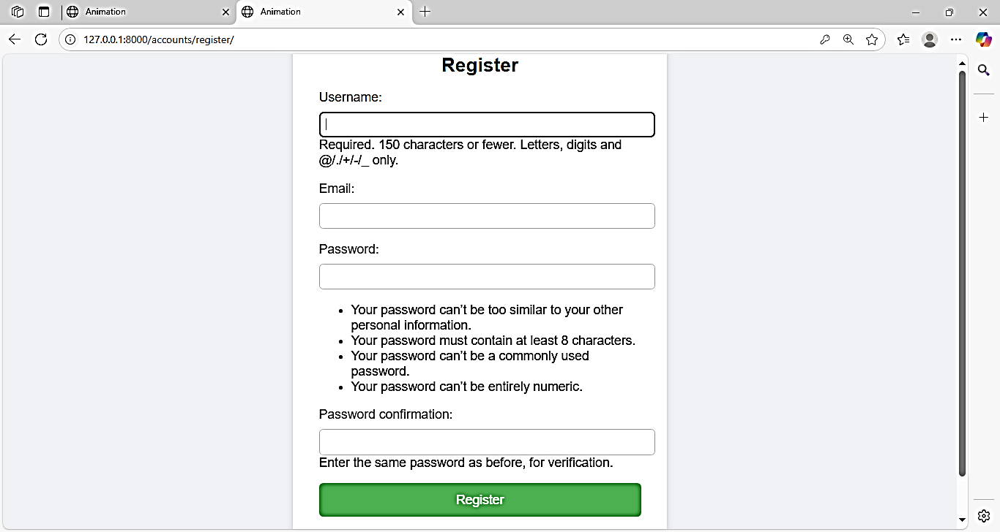 Animation
Animation
127.0.0.1:8000/accounts/register/
Register
Username:
Required. 150 characters or fewer. Letters, digits and
@/./+/-/_ only.
Email:
Password:
• Your password can't be too similar to your other
personal information.
• Your password must contain at least 8 characters.
• Your password can't be a commonly used
password.
• Your password can't be entirely numeric.
Password confirmation:
Enter the same password as before, for verification.
Register